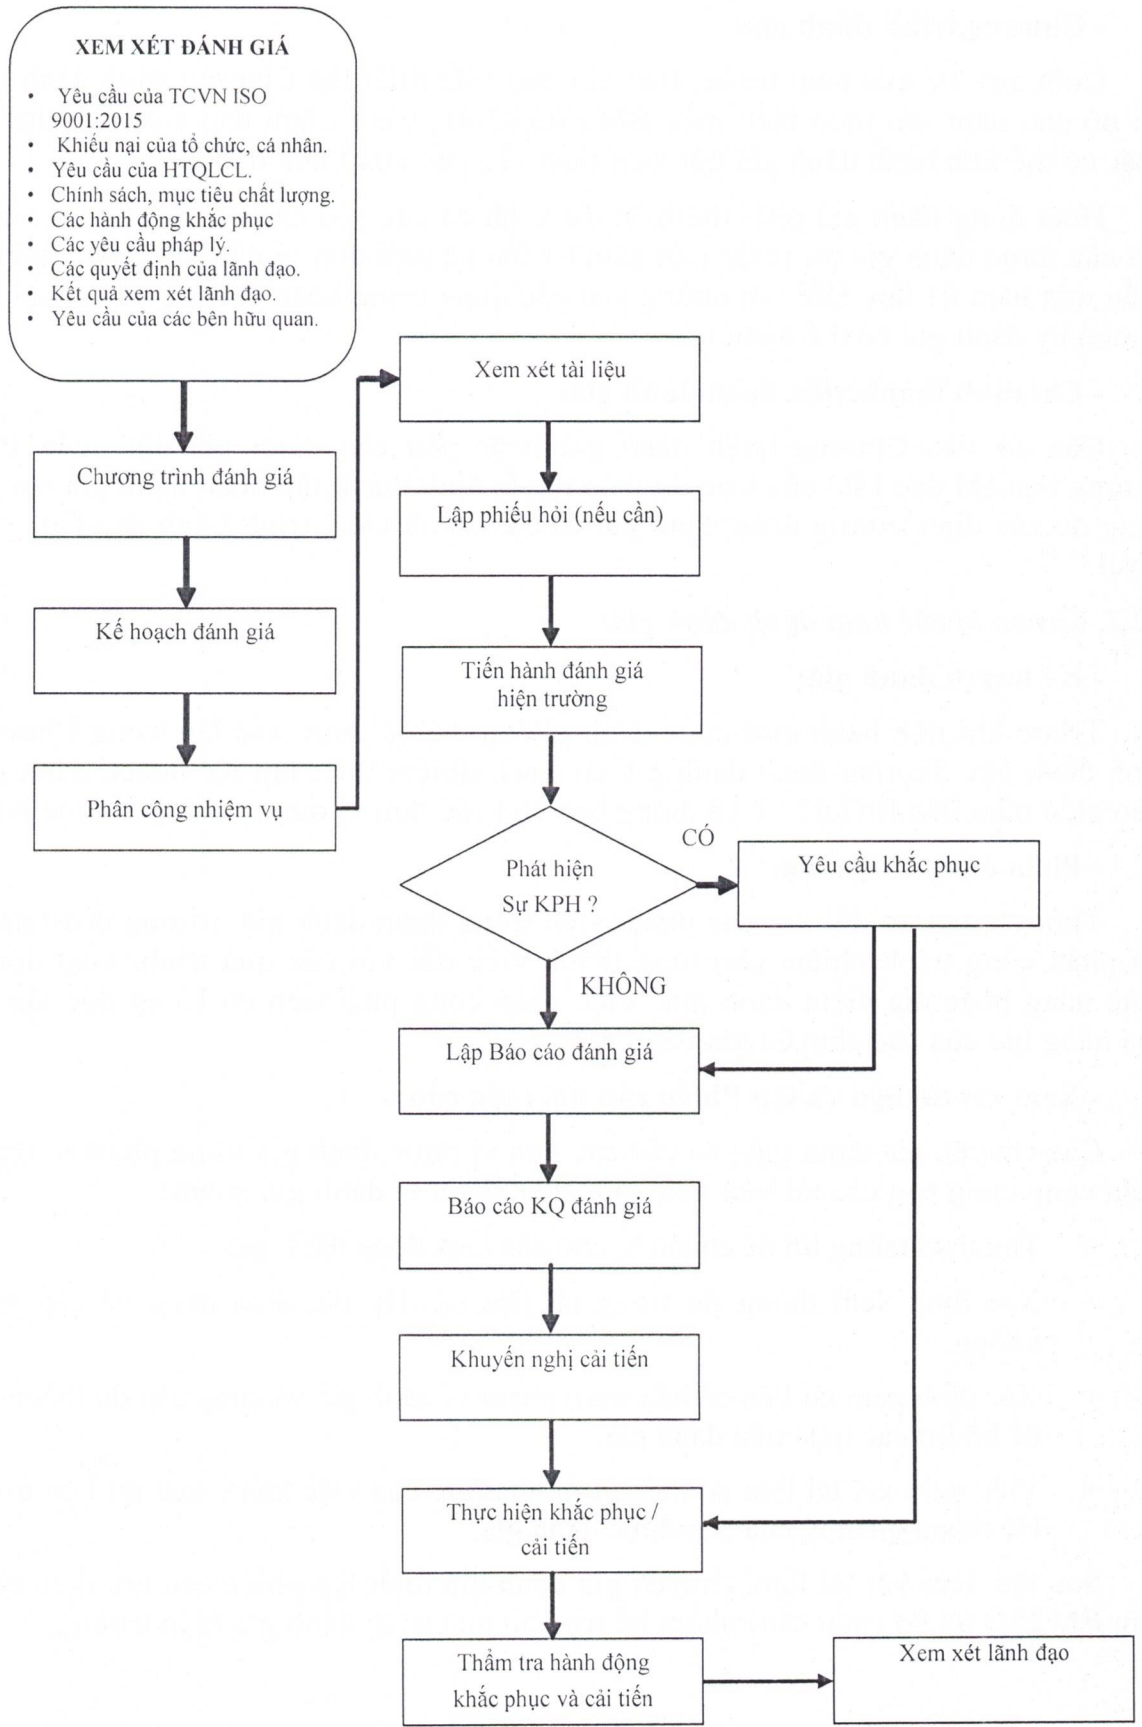 XEM XÉT ĐÁNH GIÁ
• Yêu cầu của TCVN ISO
9001:2015
• Khiếu nại của tổ chức, cá nhân.
• Yêu cầu của HTQLCL.
• Chính sách, mục tiêu chất lượng.
• Các hành động khắc phục
• Các yêu cầu pháp lý.
• Các quyết định của lãnh đạo.
• Kết quả xem xét lãnh đạo.
• Yêu cầu của các bên hữu quan.
Chương trình đánh giá
Kế hoạch đánh giá
Phân công nhiệm vụ
Xem xét tài liệu
Lập phiếu hỏi (nếu cần)
Tiến hành đánh giá
hiện trường
Phát hiện
Sự KPH ?
CÓ
Yêu cầu khắc phục
KHÔNG
Lập Báo cáo đánh giá
Báo cáo KQ đánh giá
Khuyến nghị cải tiến
Thực hiện khắc phục /
cải tiến
Thẩm tra hành động
khắc phục và cải tiến
Xem xét lãnh đạo